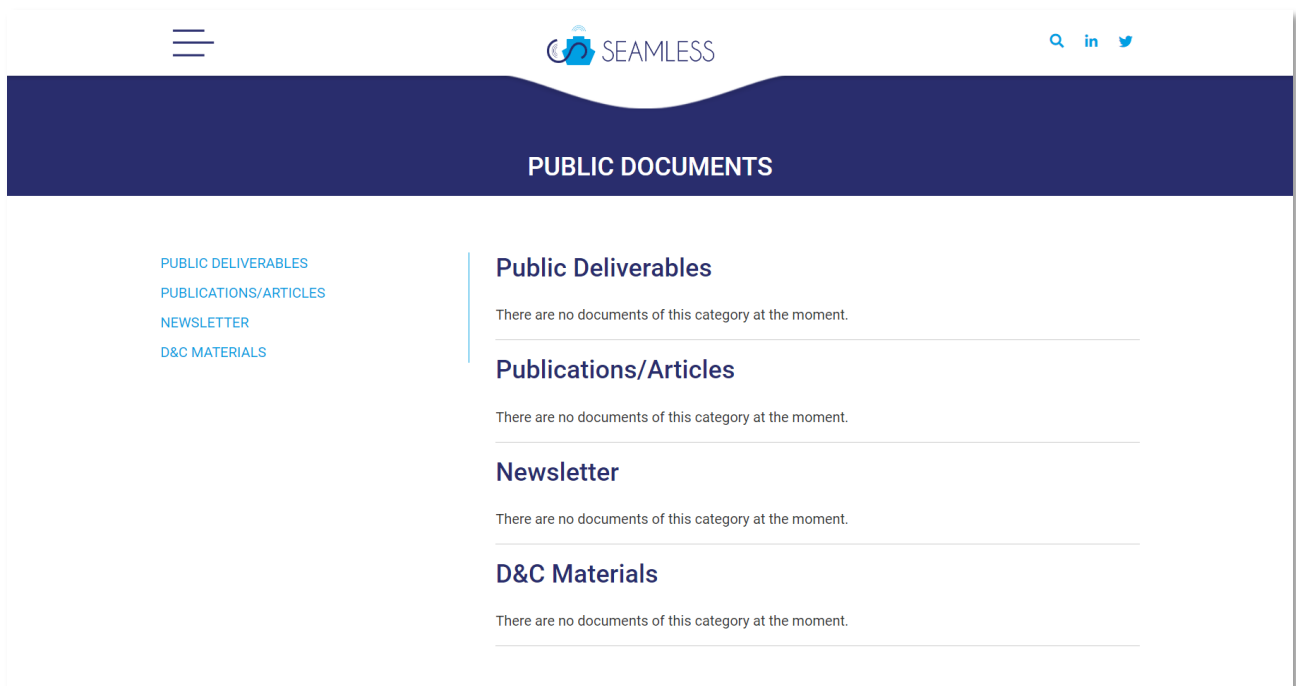 SEAMLESS
in
PUBLIC DOCUMENTS
PUBLIC DELIVERABLES
PUBLICATIONS/ARTICLES
NEWSLETTER
D&C MATERIALS
Public Deliverables
There are no documents of this category at the moment.
Publications/Articles
There are no documents of this category at the moment.
Newsletter
There are no documents of this category at the moment.
D&C Materials
There are no documents of this category at the moment.